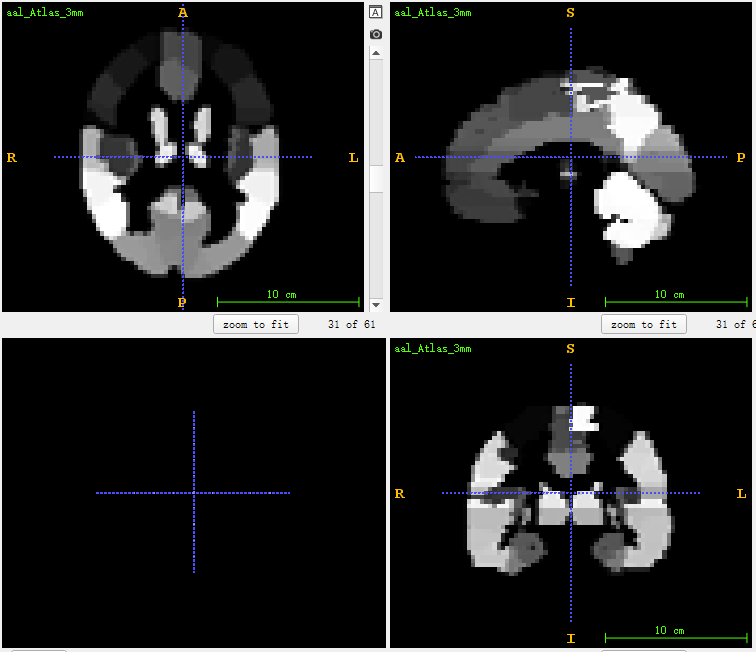 aal_Atlas_3mm
A
R
L
P
10 cm
zoom to fit
31 of 61
A
aal_Atlas_3mm
S
A
P
I
10 cm
zoom to fit
31 of 6
aal_Atlas_3mm
S
R
L
I
10 cm